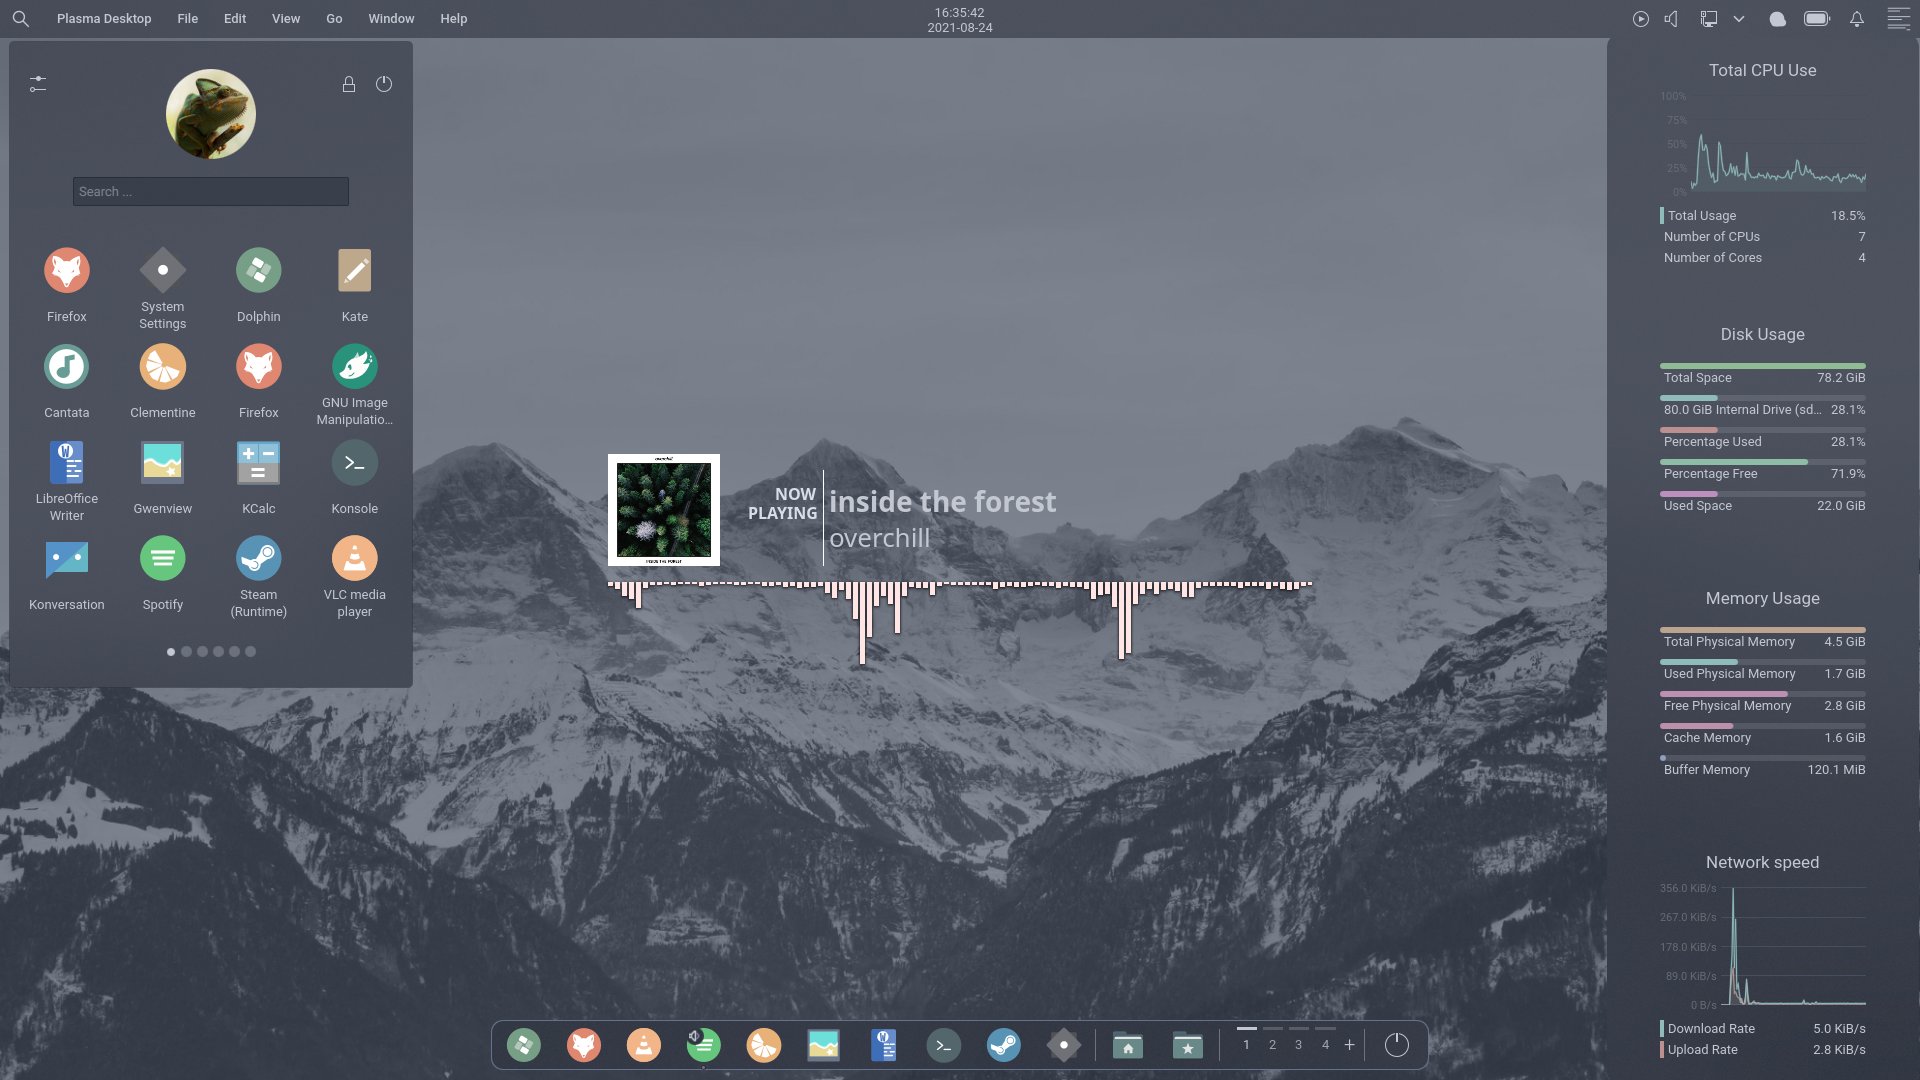 Plasma Desktop File Edit View Go Window Help
16:35:42
2021-08-24
Search ...
Firefox
System
Settings
Dolphin
Kate
Cantata
Clementine
Firefox
GNU Image
Manipulatio...
LibreOffice
Writer
Gwenview
KCalc
Konsole
Konversation
Spotify
Steam
(Runtime)
VLC media
player
overchill
INSIDE THE FOREST
NOW
PLAYING
inside the forest
overchill
Total CPU Use
100%
75%
50%
25%
0%
Total Usage 18.5%
Number of CPUs 7
Number of Cores 4
Disk Usage
Total Space 78.2 GiB
80.0 GiB Internal Drive (sd... 28.1%
Percentage Used 28.1%
Percentage Free 71.9%
Used Space 22.0 GiB
Memory Usage
Total Physical Memory 4.5 GiB
Used Physical Memory 1.7 GiB
Free Physical Memory 2.8 GiB
Cache Memory 1.6 GiB
Buffer Memory 120.1 MiB
Network speed
356.0 KiB/s
267.0 KiB/s
178.0 KiB/s
89.0 KiB/s
0 B/s
Download Rate 5.0 KiB/s
Upload Rate 2.8 KiB/s
1 2 3 4 +